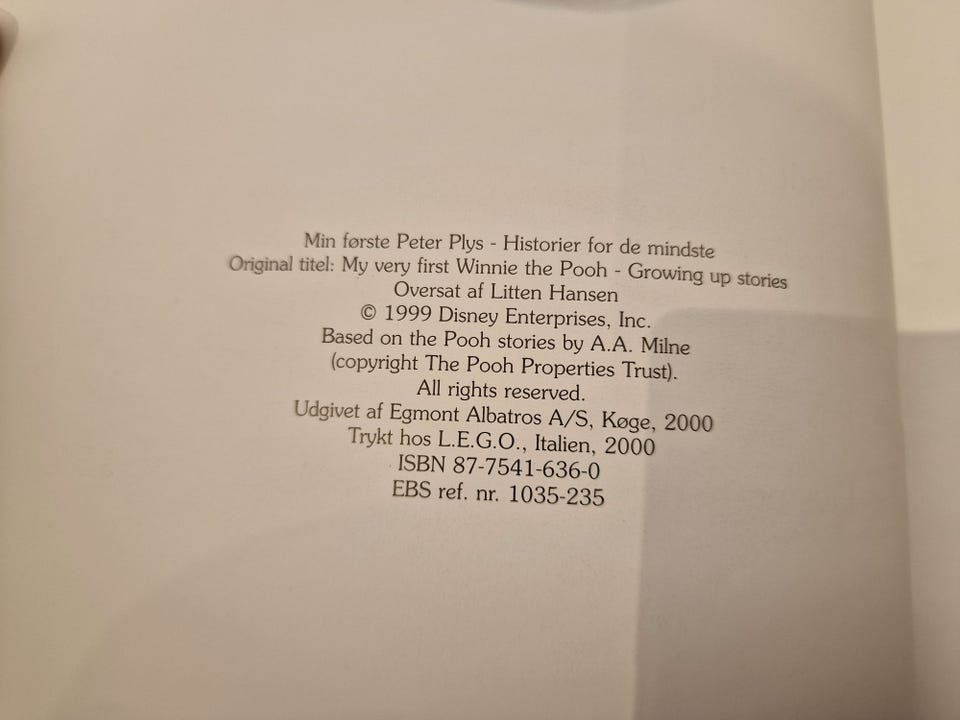 Min første Peter Plys - Historier for de mindste
Original titel: My very first Winnie the Pooh - Growing up stories
Oversat af Litten Hansen
© 1999 Disney Enterprises, Inc.
Based on the Pooh stories by A.A. Milne
(copyright The Pooh Properties Trust).
All rights reserved.
Udgivet af Egmont Albatros A/S, Køge, 2000
Trykt hos L.E.G.O., Italien, 2000
ISBN 87-7541-636-0
EBS ref. nr. 1035-235